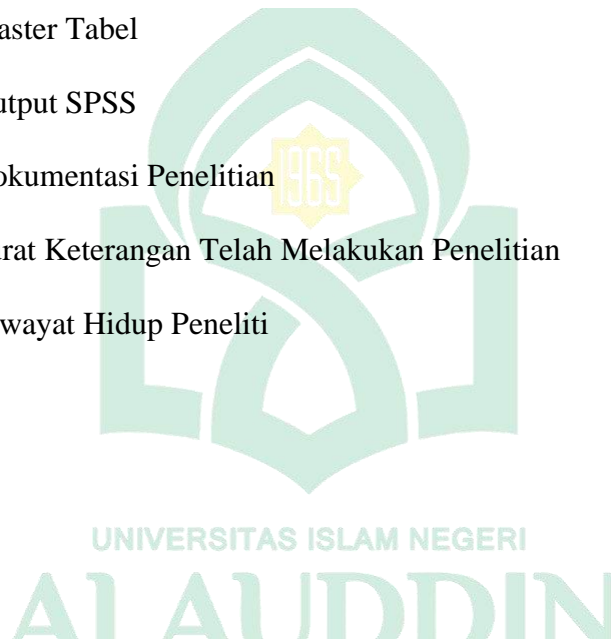 aster Tabel
utput SPSS
okumentasi Penelitian
1965
rat Keterangan Telah Melakukan Penelitian
wayat Hidup Peneliti
UNIVERSITAS ISLAM NEGERI
ALAUDDIN